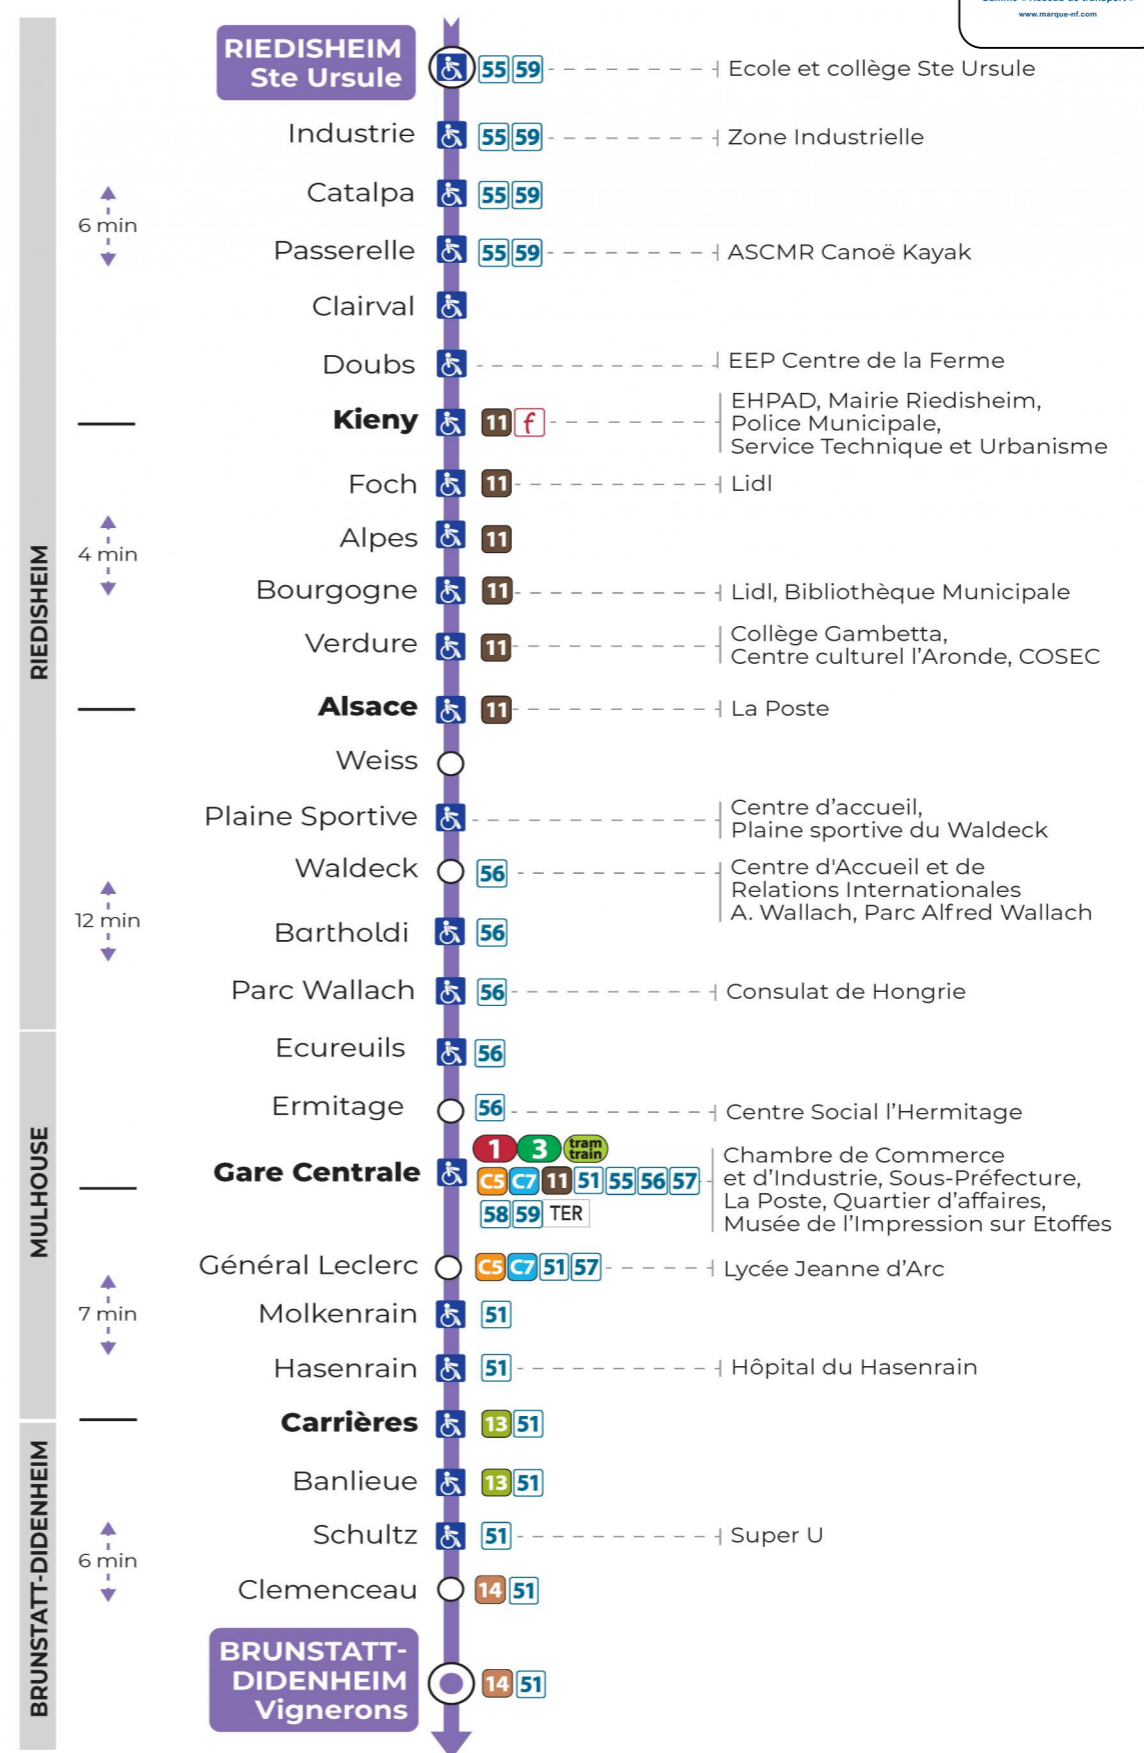 Gamme « Réseau de transport »
www.marque-nf.com
RIEDISHEIM
Ste Ursule
55 59
Ecole et collège Ste Ursule
Industrie
55 59
Zone Industrielle
Catalpa
55 59
6 min
Passerelle
55 59
ASCMR Canoë Kayak
Clairval
Doubs
EEP Centre de la Ferme
Kieny
11 f
EHPAD, Mairie Riedisheim,
Police Municipale,
Service Technique et Urbanisme
Foch
11
Lidl
Alpes
11
4 min
Bourgogne
11
Lidl, Bibliothèque Municipale
RIEDISHEIM
Verdure
11
Collège Gambetta,
Centre culturel l’Aronde, COSEC
Alsace
11
La Poste
Weiss
Plaine Sportive
Centre d’accueil,
Plaine sportive du Waldeck
Waldeck
56
Centre d'Accueil et de
Relations Internationales
A. Wallach, Parc Alfred Wallach
12 min
Bartholdi
56
Parc Wallach
56
Consulat de Hongrie
Ecureuils
56
Ermitage
56
Centre Social l’Hermitage
MULHOUSE
Gare Centrale
1 3 tram train
C5 C7 11 51 55 56 57
58 59 TER
Chambre de Commerce
et d’Industrie, Sous-Préfecture,
La Poste, Quartier d’affaires,
Musée de l’Impression sur Etoffes
Général Leclerc
C5 C7 51 57
Lycée Jeanne d’Arc
7 min
Molkenrain
51
Hasenrain
51
Hôpital du Hasenrain
Carrières
13 51
Banlieue
13 51
BRUNSTATT-DIDENHEIM
Schultz
51
Super U
6 min
Clemenceau
14 51
BRUNSTATT-
DIDENHEIM
Vignerons
14 51